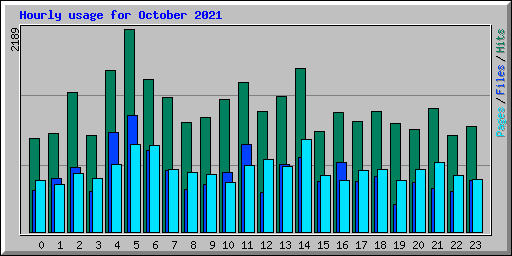 Hourly usage for October 2021
2189
Pages/Files/Hits
0 1 2 3 4 5 6 7 8 9 10 11 12 13 14 15 16 17 18 19 20 21 22 23